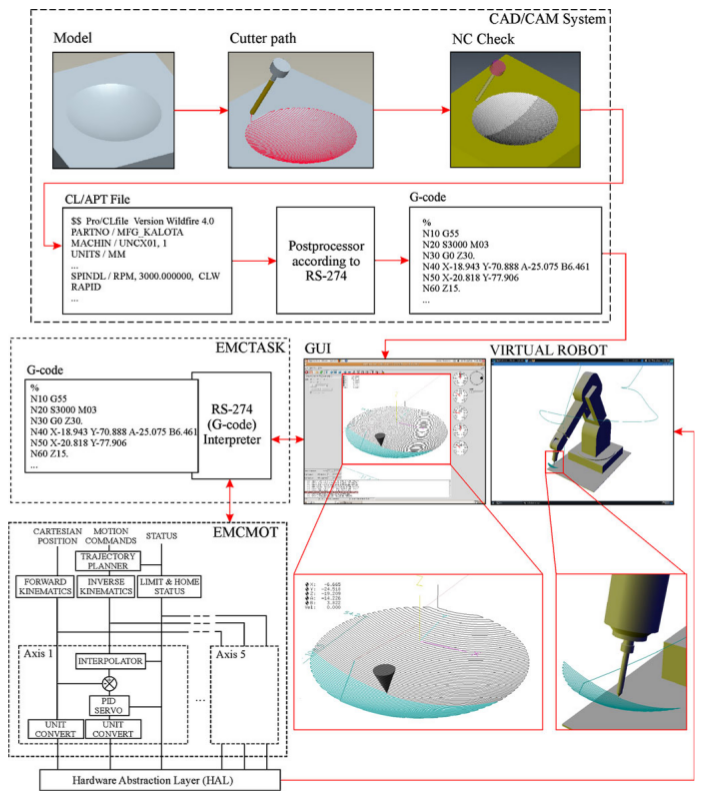 CAD/CAM System
Model
Cutter path
NC Check
CL/APT File
$$ Pro/CLfile Version Wildfire 4.0
PARTNO / MFG_KALOTA
MACHIN / UNCX01, 1
UNITS / MM
...
SPINDL / RPM, 3000.000000, CLW
RAPID
...
Postprocessor
according to
RS-274
G-code
%
N10 G55
N20 S3000 M03
N30 G0 Z30.
N40 X-18.943 Y-70.888 A-25.075 B6.461
N50 X-20.818 Y-77.906
N60 Z15.
...
EMCTASK
G-code
%
N10 G55
N20 S3000 M03
N30 G0 Z30.
N40 X-18.943 Y-70.888 A-25.075 B6.461
N50 X-20.818 Y-77.906
N60 Z15.
...
RS-274
(G-code)
Interpreter
GUI
VIRTUAL ROBOT
EMCMOT
CARTESIAN
POSITION
MOTION
COMMANDS
STATUS
TRAJECTORY
PLANNER
FORWARD
KINEMATICS
INVERSE
KINEMATICS
LIMIT & HOME
STATUS
Axis 1
Axis 5
INTERPOLATOR
...
PID
SERVO
UNIT
CONVERT
UNIT
CONVERT
Hardware Abstraction Layer (HAL)
X:
Y:
Z:
A:
B:
Vel: 0.000
Z